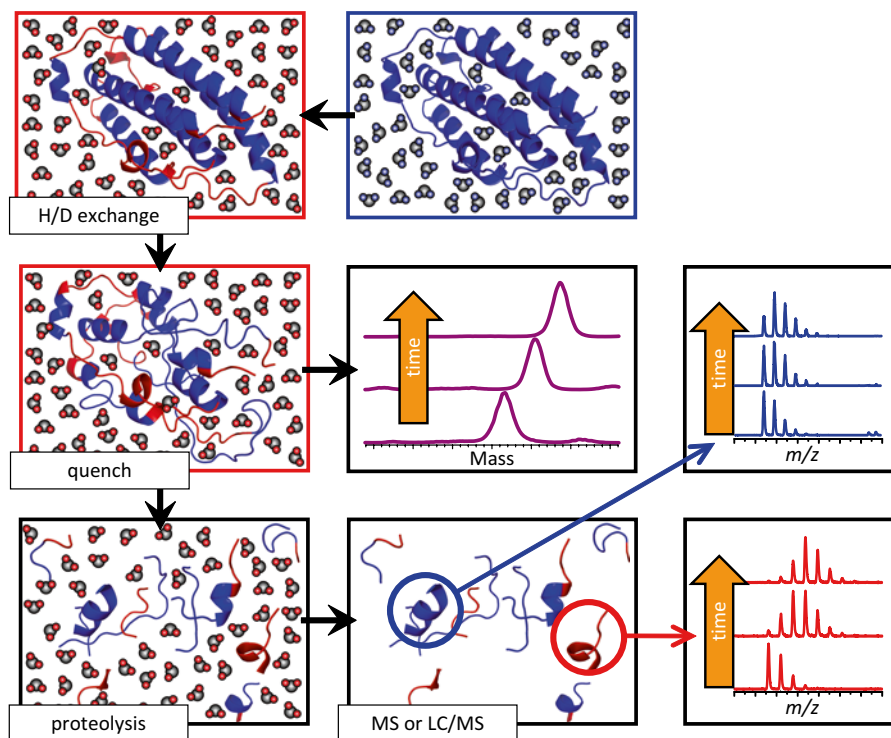 H/D exchange
quench
time
Mass
time
m/z
proteolysis
MS or LC/MS
time
m/z